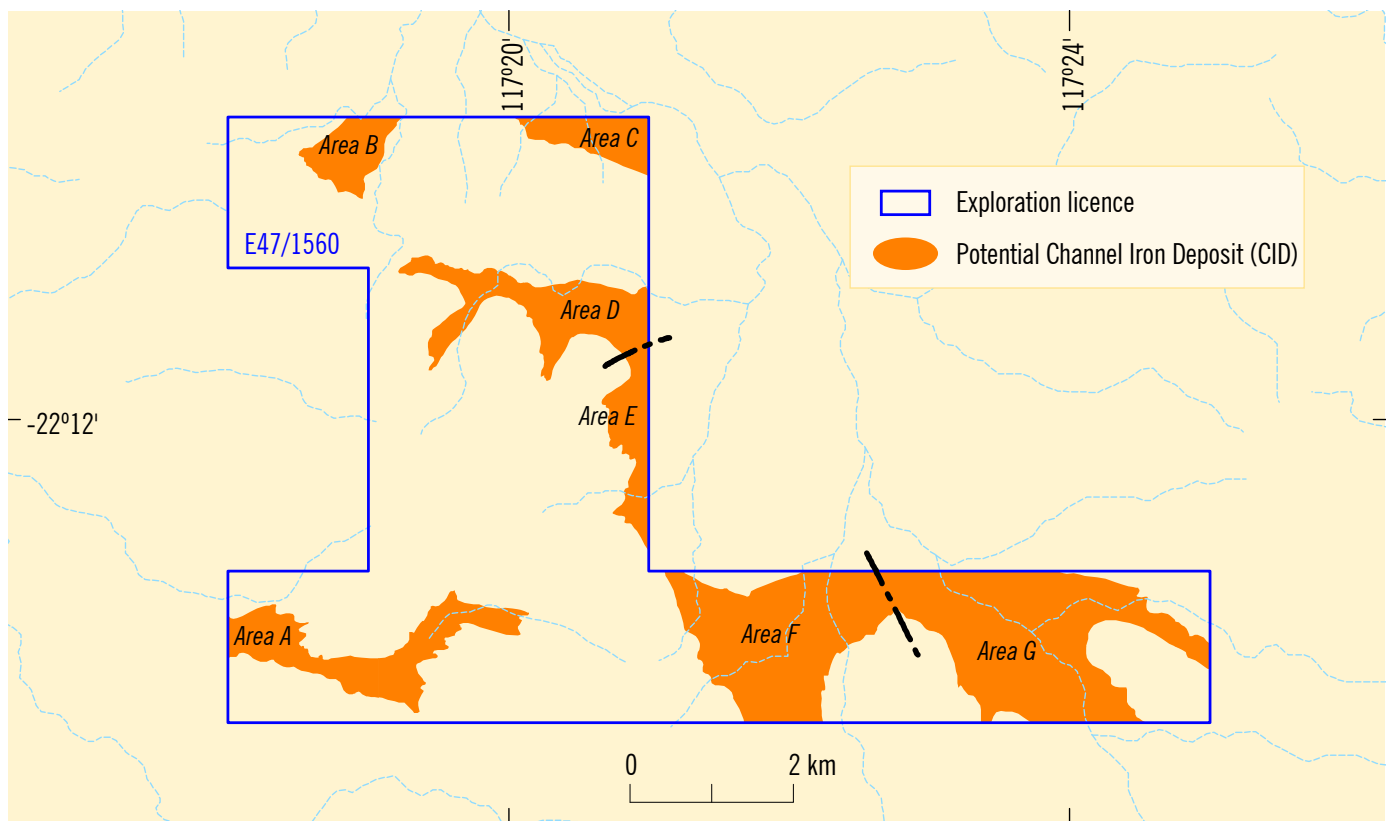 117°20'
117°24'
Area B
Area C
Exploration licence
E47/1560
Potential Channel Iron Deposit (CID)
Area D
-22°12'
Area E
Area A
Area F
Area G
0 2 km